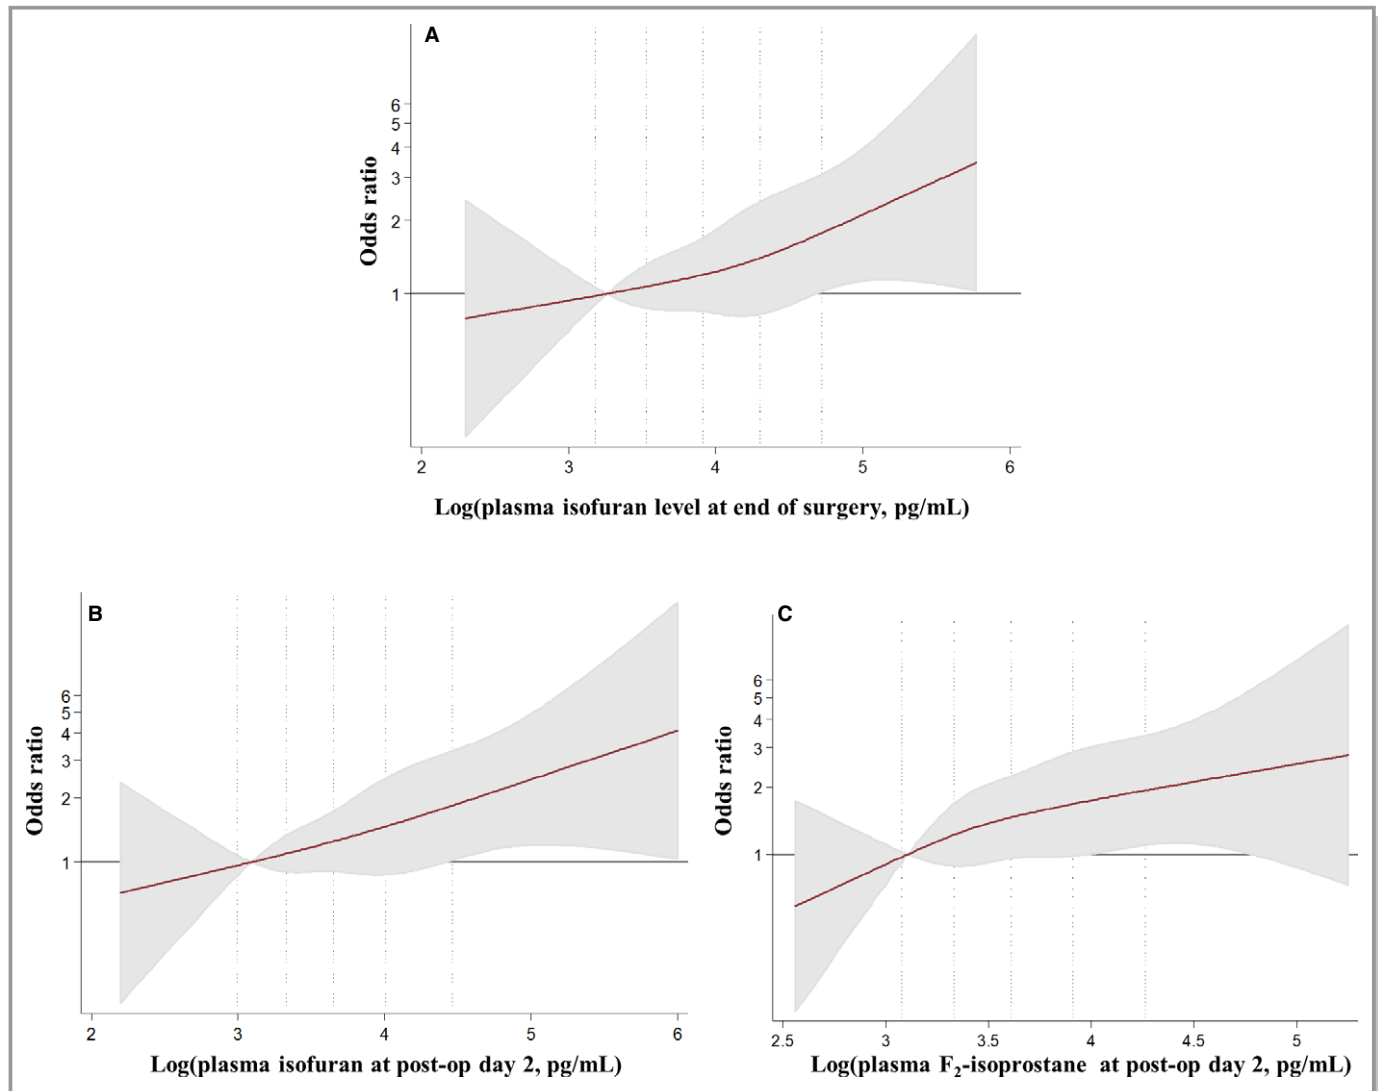 A
Odds ratio
6
5
4
3
2
1
2 3 4 5 6
Log(plasma isofuran level at end of surgery, pg/mL)
B
Odds ratio
6
5
4
3
2
1
2 3 4 5 6
Log(plasma isofuran at post-op day 2, pg/mL)
C
Odds ratio
6
5
4
3
2
1
2.5 3 3.5 4 4.5 5
Log(plasma F₂-isoprostane at post-op day 2, pg/mL)